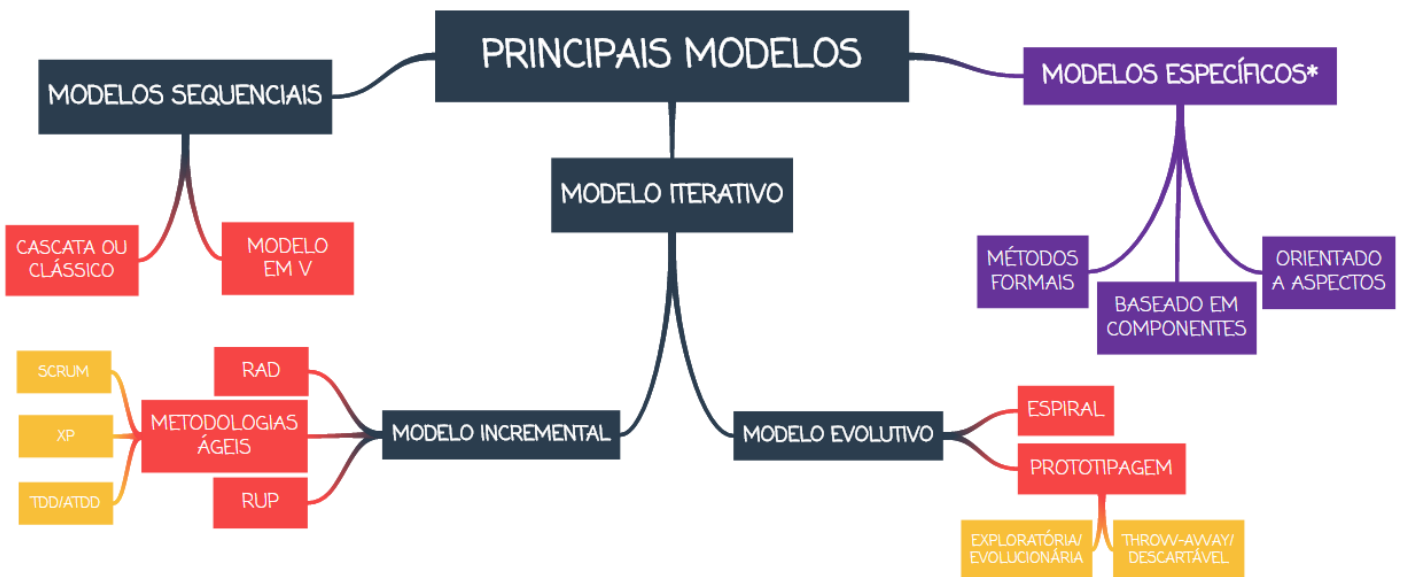 PRINCIPAIS MODELOS
MODELOS SEQUENCIAIS
MODELOS ESPECÍFICOS*
MODELO ITERATIVO
CASCATA OU
CLÁSSICO
MODELO
EM V
MÉTODOS
FORMAIS
BASEADO EM
COMPONENTES
ORIENTADO
A ASPECTOS
SCRUM
XP
TDD/ATDD
RAD
METODOLOGIAS
ÁGEIS
RUP
MODELO INCREMENTAL
MODELO EVOLUTIVO
ESPIRAL
PROTOTIPAGEM
EXPLORATÓRIA/
EVOLUCIONÁRIA
THROW-AWAY/
DESCARTÁVEL